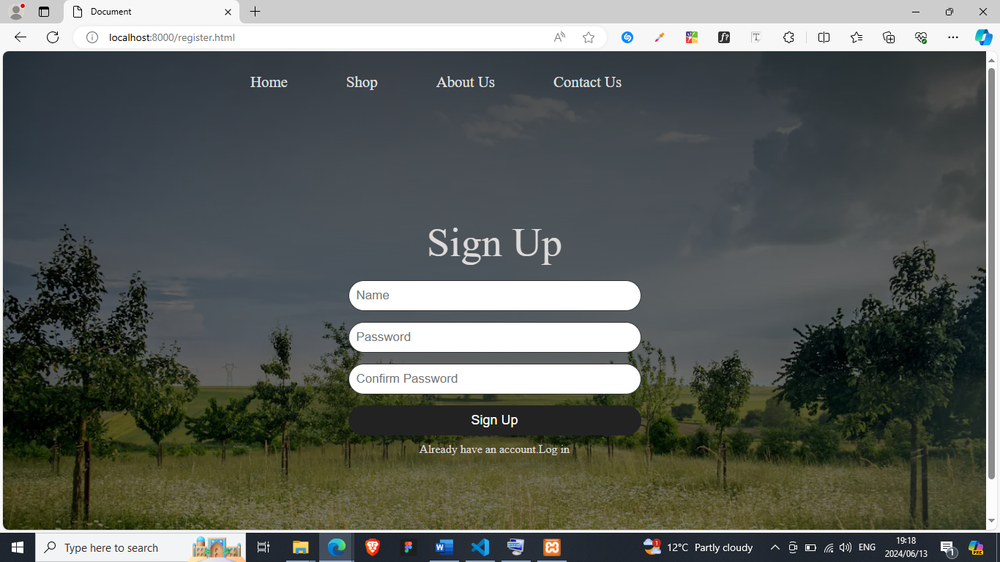 Document
localhost:8000/register.html
Home Shop About Us Contact Us
Sign Up
Name
Password
Confirm Password
Sign Up
Already have an account.Log in
Type here to search
12°C Partly cloudy
ENG
19:18
2024/06/13
1